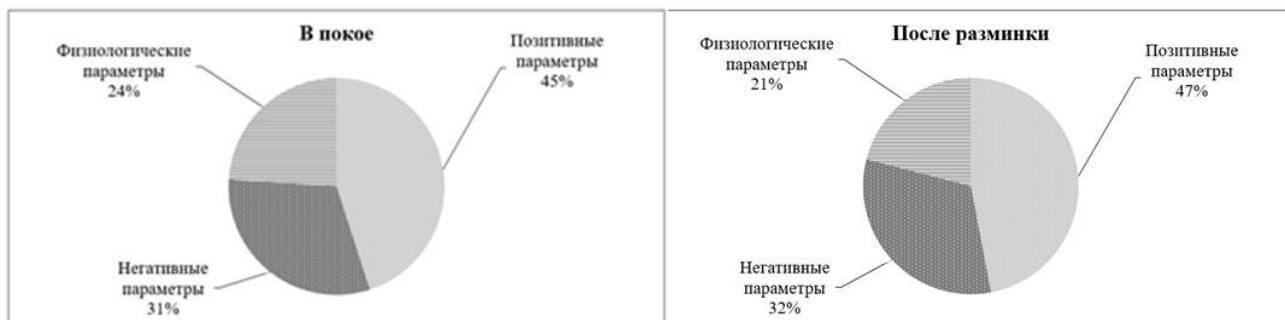 В покое
Физиологические
параметры
24%
Позитивные
параметры
45%
Негативные
параметры
31%
После разминки
Физиологические
параметры
21%
Позитивные
параметры
47%
Негативные
параметры
32%